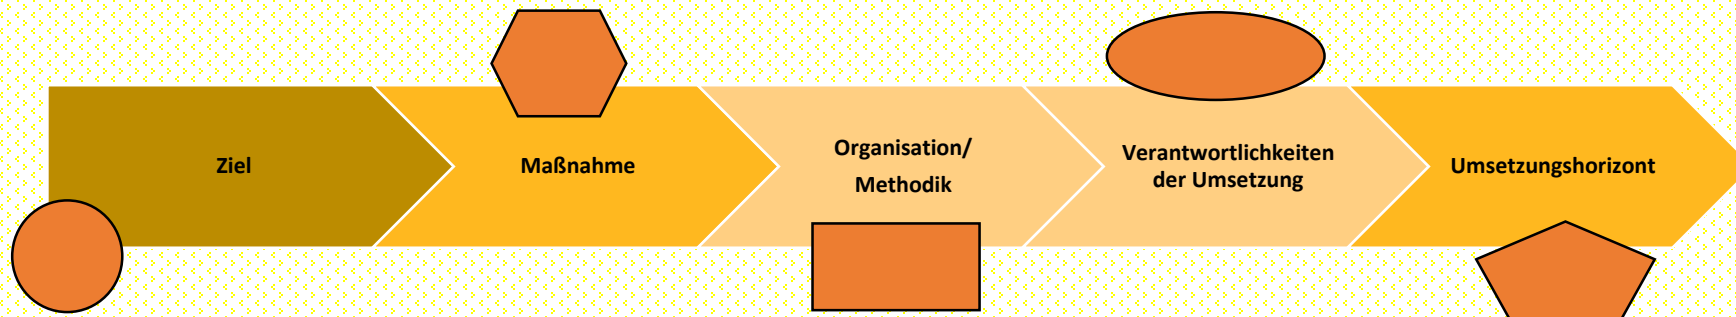 Ziel
Maßnahme
Organisation/
Methodik
Verantwortlichkeiten
der Umsetzung
Umsetzungshorizont